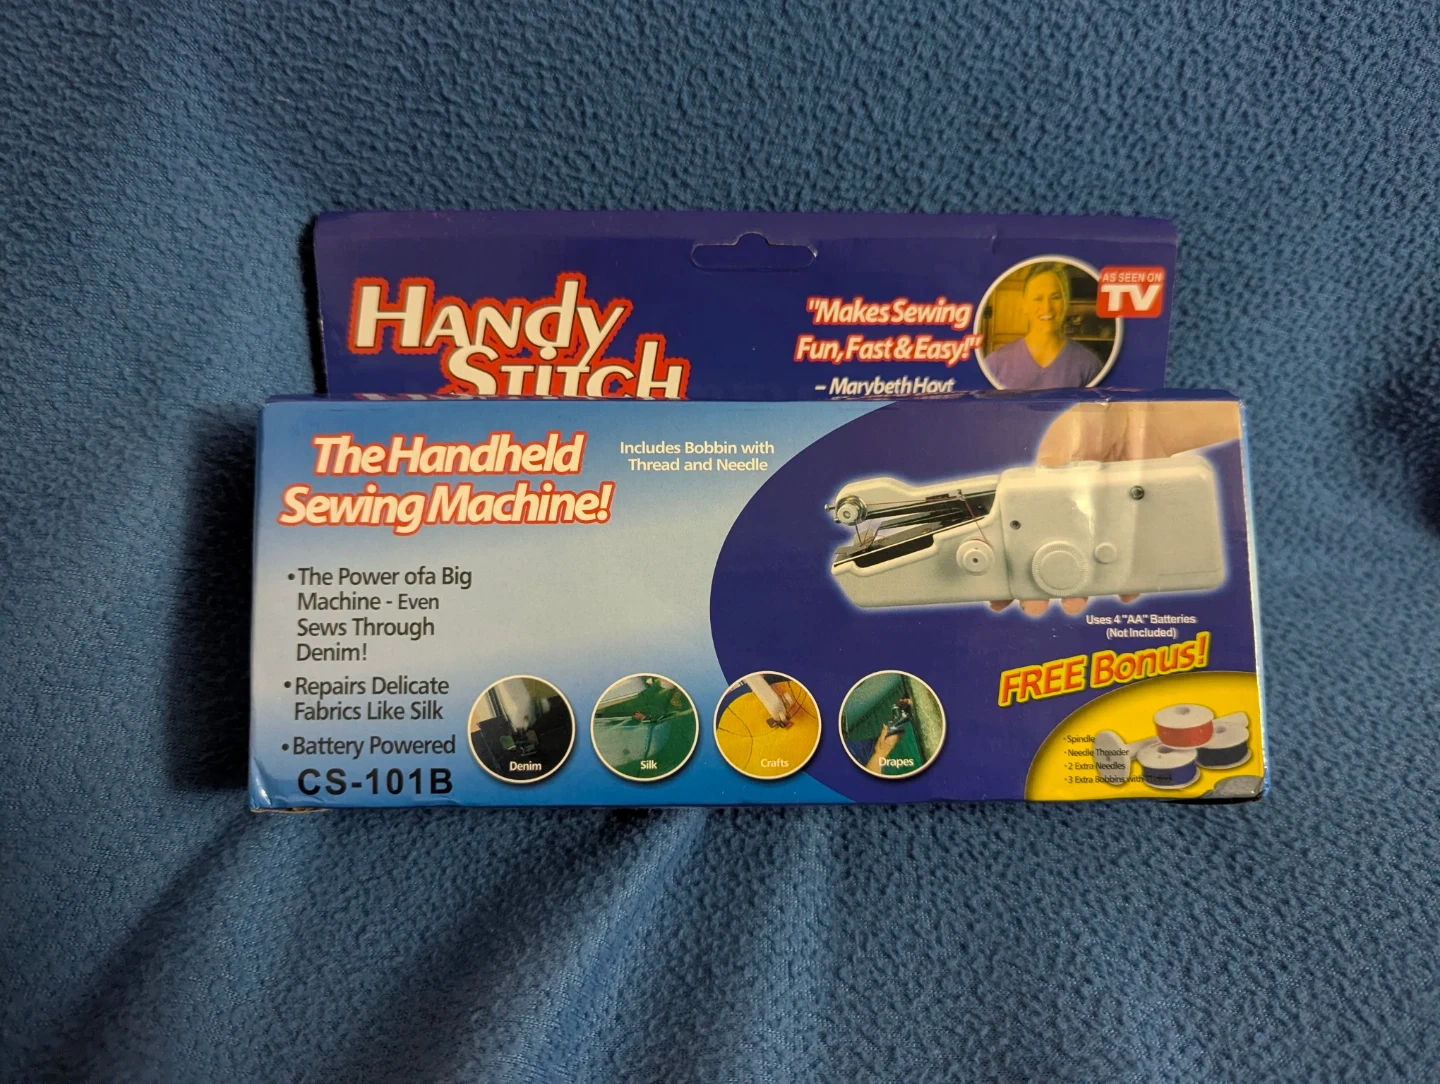 HANdy
STITCH
"Makes Sewing
Fun, Fast & Easy!"
– Marybeth Hoyt
AS SEEN ON
TV
The Handheld
Sewing Machine!
Includes Bobbin with
Thread and Needle
•The Power ofa Big
Machine - Even
Sews Through
Denim!
•Repairs Delicate
Fabrics Like Silk
•Battery Powered
CS-101B
Denim
Silk
Crafts
Drapes
Uses 4 "AA" Batteries
(Not Included)
FREE Bonus!
•Spindle
•Needle Threader
•2 Extra Needles
•3 Extra Bobbins with